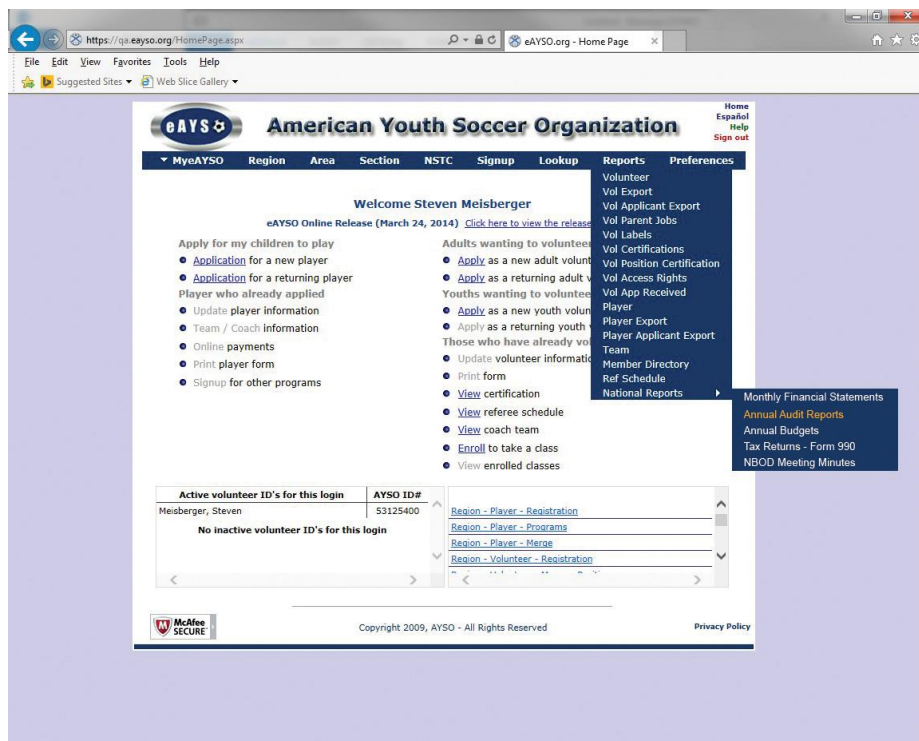 https://qa.eayso.org/HomePage.aspx
eAYSO.org - Home Page
File Edit View Favorites Tools Help
Suggested Sites Web Slice Gallery
eAYSO
American Youth Soccer Organization
Home
Español
Help
Sign out
MyeAYSO Region Area Section NSTC Signup Lookup Reports Preferences
Welcome Steven Meisberger
eAYSO Online Release (March 24, 2014) Click here to view the release
Apply for my children to play
Application for a new player
Application for a returning player
Player who already applied
Update player information
Team / Coach information
Online payments
Print player form
Signup for other programs
Adults wanting to volunteer
Apply as a new adult volunt
Apply as a returning adult v
Youths wanting to voluntee
Apply as a new youth volun
Apply as a returning youth
Those who have already vo
Update volunteer informatio
Print form
View certification
View referee schedule
View coach team
Enroll to take a class
View enrolled classes
Volunteer
Vol Export
Vol Applicant Export
Vol Parent Jobs
Vol Labels
Vol Certifications
Vol Position Certification
Vol Access Rights
Vol App Received
Player
Player Export
Player Applicant Export
Team
Member Directory
Ref Schedule
National Reports
Monthly Financial Statements
Annual Audit Reports
Annual Budgets
Tax Returns - Form 990
NBOD Meeting Minutes
Active volunteer ID's for this login AYSO ID#
Meisberger, Steven 53125400
No inactive volunteer ID's for this login
Region - Player - Registration
Region - Player - Programs
Region - Player - Merge
Region - Volunteer - Registration
McAfee
SECURE
Copyright 2009, AYSO - All Rights Reserved
Privacy Policy